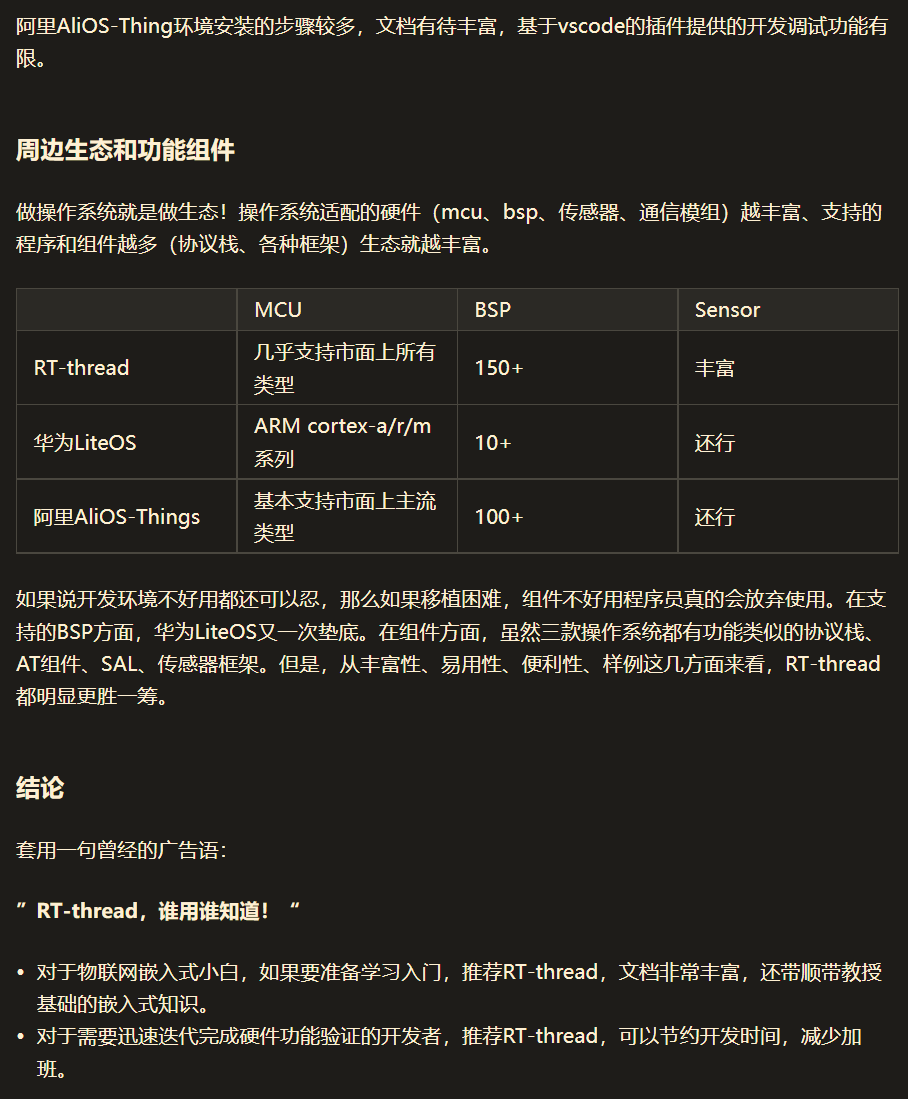 阿里AliOS-Thing环境安装的步骤较多，文档有待丰富，基于vscode的插件提供的开发调试功能有
限。
周边生态和功能组件
做操作系统就是做生态！操作系统适配的硬件（mcu、bsp、传感器、通信模组）越丰富、支持的
程序和组件越多（协议栈、各种框架）生态就越丰富。
MCU BSP Sensor
RT-thread 几乎支持市面上所有 150+ 丰富
类型
华为LiteOS ARM cortex-a/r/m 10+ 还行
系列
阿里AliOS-Things 基本支持市面上主流 100+ 还行
类型
如果说开发环境不好用都还可以忍，那么如果移植困难，组件不好用程序员真的会放弃使用。在支
持的BSP方面，华为LiteOS又一次垫底。在组件方面，虽然三款操作系统都有功能类似的协议栈、
AT组件、SAL、传感器框架。但是，从丰富性、易用性、便利性、样例这几方面来看，RT-thread
都明显更胜一筹。
结论
套用一句曾经的广告语：
”RT-thread，谁用谁知道！“
• 对于物联网嵌入式小白，如果要准备学习入门，推荐RT-thread，文档非常丰富，还带顺带教授
基础的嵌入式知识。
• 对于需要迅速迭代完成硬件功能验证的开发者，推荐RT-thread，可以节约开发时间，减少加
班。